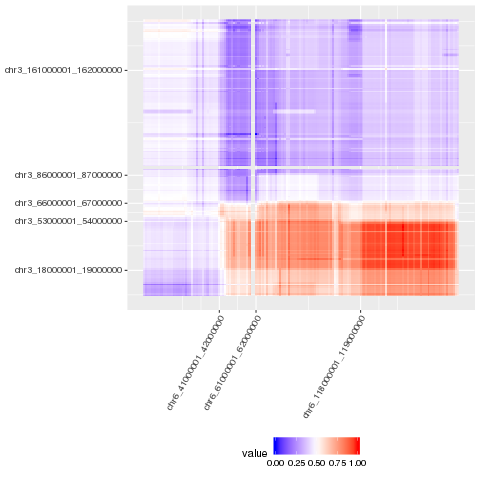 chr3_161000001_162000000
chr3_86000001_87000000
chr3_66000001_67000000
chr3_53000001_54000000
chr3_18000001_19000000
chr6_41000001_42000000
chr6_61000001_62000000
chr6_118000001_119000000
value
0.00 0.25 0.50 0.75 1.00